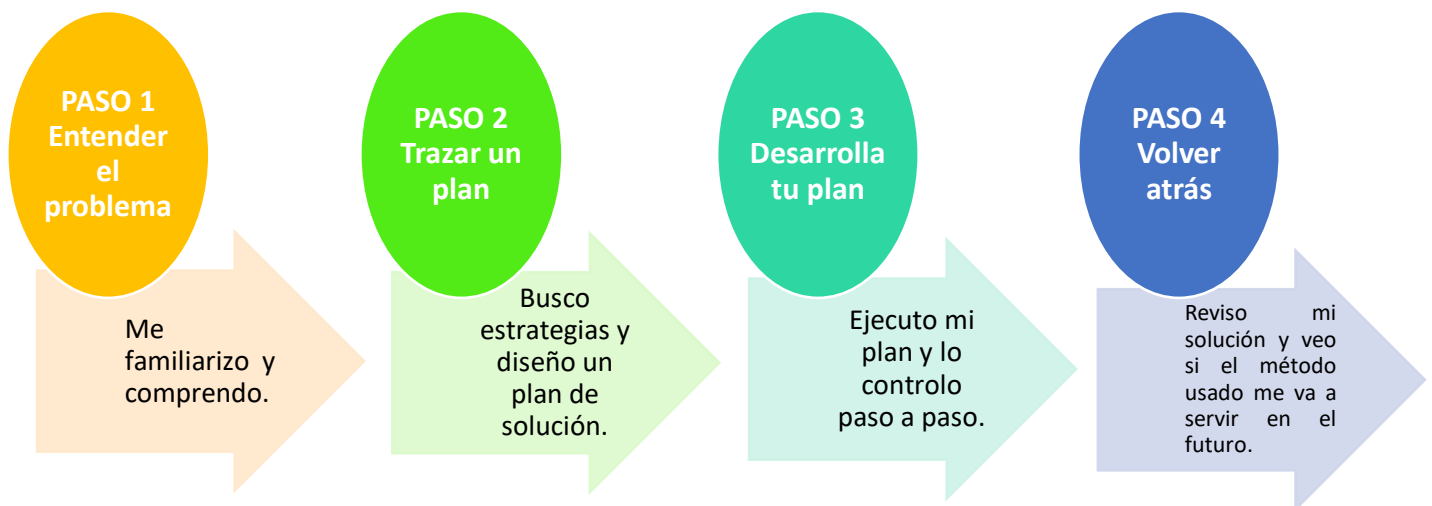 PASO 1
Entender
el
problema
Me
familiarizo y
comprendo.
PASO 2
Trazar un
plan
Busco
estrategias y
diseño un
plan de
solución.
PASO 3
Desarrolla
tu plan
Ejecuto mi
plan y lo
controlo
paso a paso.
PASO 4
Volver
atrás
Reviso mi
solución y veo
si el método
usado me va a
servir en el
futuro.